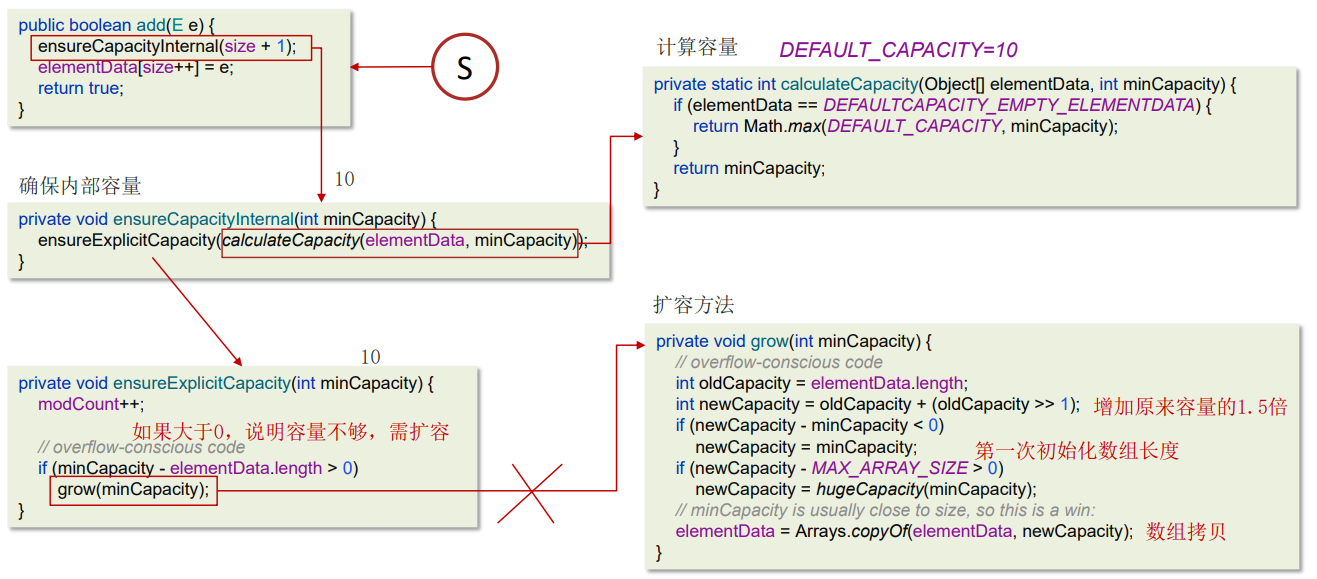 public boolean add(E e) {
ensureCapacityInternal(size + 1);
elementData[size++] = e;
return true;
}
S
计算容量 DEFAULT_CAPACITY=10
private static int calculateCapacity(Object[] elementData, int minCapacity) {
if (elementData == DEFAULTCAPACITY_EMPTY_ELEMENTDATA) {
return Math.max(DEFAULT_CAPACITY, minCapacity);
}
return minCapacity;
}
确保内部容量
10
private void ensureCapacityInternal(int minCapacity) {
ensureExplicitCapacity(calculateCapacity(elementData, minCapacity));
}
10
private void ensureExplicitCapacity(int minCapacity) {
modCount++;
如果大于0，说明容量不够，需扩容
// overflow-conscious code
if (minCapacity - elementData.length > 0)
grow(minCapacity);
}
扩容方法
private void grow(int minCapacity) {
// overflow-conscious code
int oldCapacity = elementData.length;
int newCapacity = oldCapacity + (oldCapacity >> 1); 增加原来容量的1.5倍
if (newCapacity - minCapacity < 0)
newCapacity = minCapacity; 第一次初始化数组长度
if (newCapacity - MAX_ARRAY_SIZE > 0)
newCapacity = hugeCapacity(minCapacity);
// minCapacity is usually close to size, so this is a win:
elementData = Arrays.copyOf(elementData, newCapacity); 数组拷贝
}